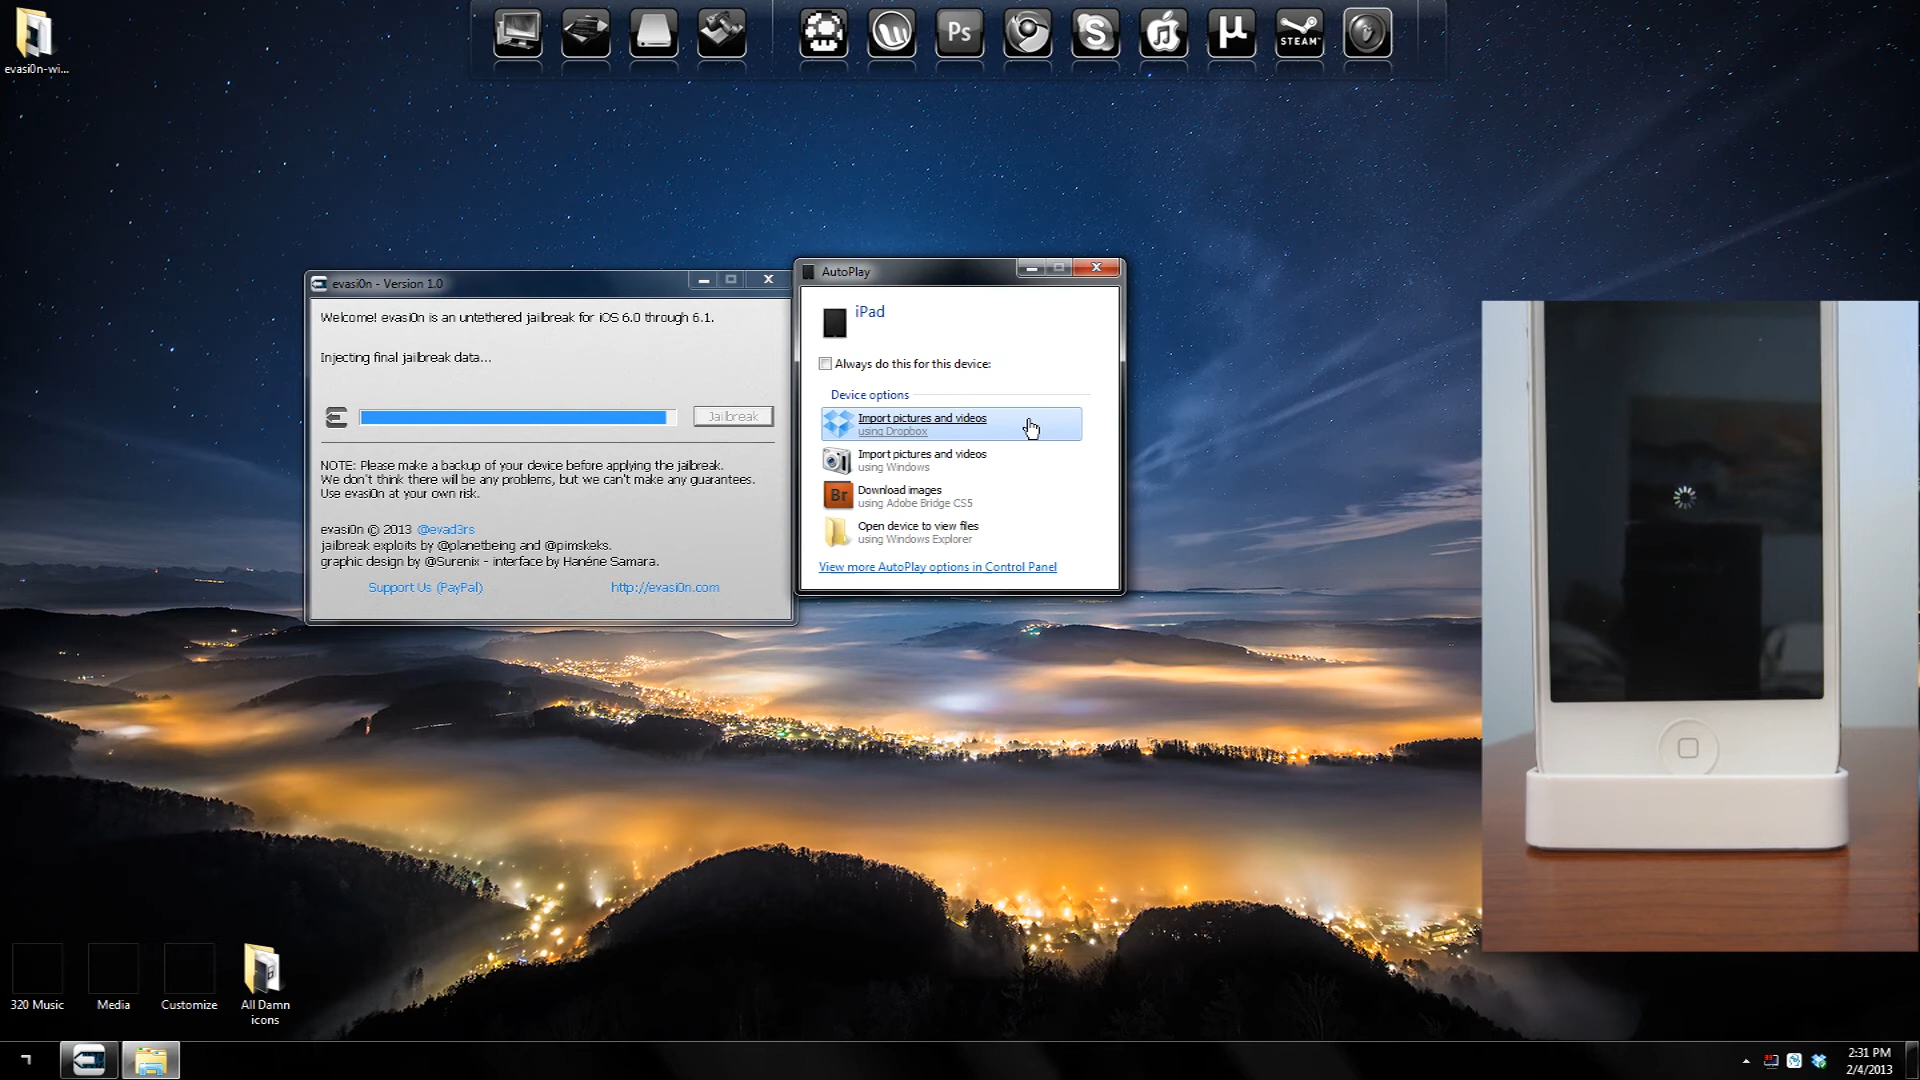 evasi0n-wi...
Ps
STEAM™
evasi0n - Version 1.0
Welcome! evasi0n is an untethered jailbreak for iOS 6.0 through 6.1.
Injecting final jailbreak data...
Jailbreak
NOTE: Please make a backup of your device before applying the jailbreak.
We don't think there will be any problems, but we can't make any guarantees.
Use evasi0n at your own risk.
evasi0n © 2013 @evad3rs
jailbreak exploits by @planetbeing and @pimskeks.
graphic design by @Surenix - interface by Hanéne Samara.
Support Us (PayPal)
http://evasi0n.com
AutoPlay
iPad
Always do this for this device:
Device options
Import pictures and videos
using Dropbox
Import pictures and videos
using Windows
Br
Download images
using Adobe Bridge CS5
Open device to view files
using Windows Explorer
View more AutoPlay options in Control Panel
320 Music
Media
Customize
All Damn
icons
2:31 PM
2/4/2013